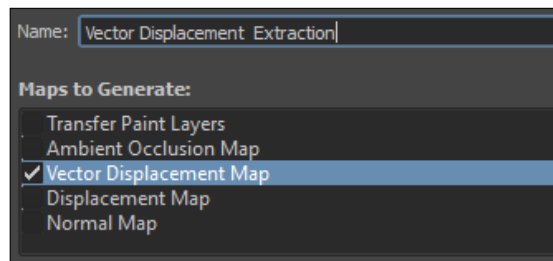 Name: Vector Displacement Extraction
Maps to Generate:
Transfer Paint Layers
Ambient Occlusion Map
Vector Displacement Map
Displacement Map
Normal Map